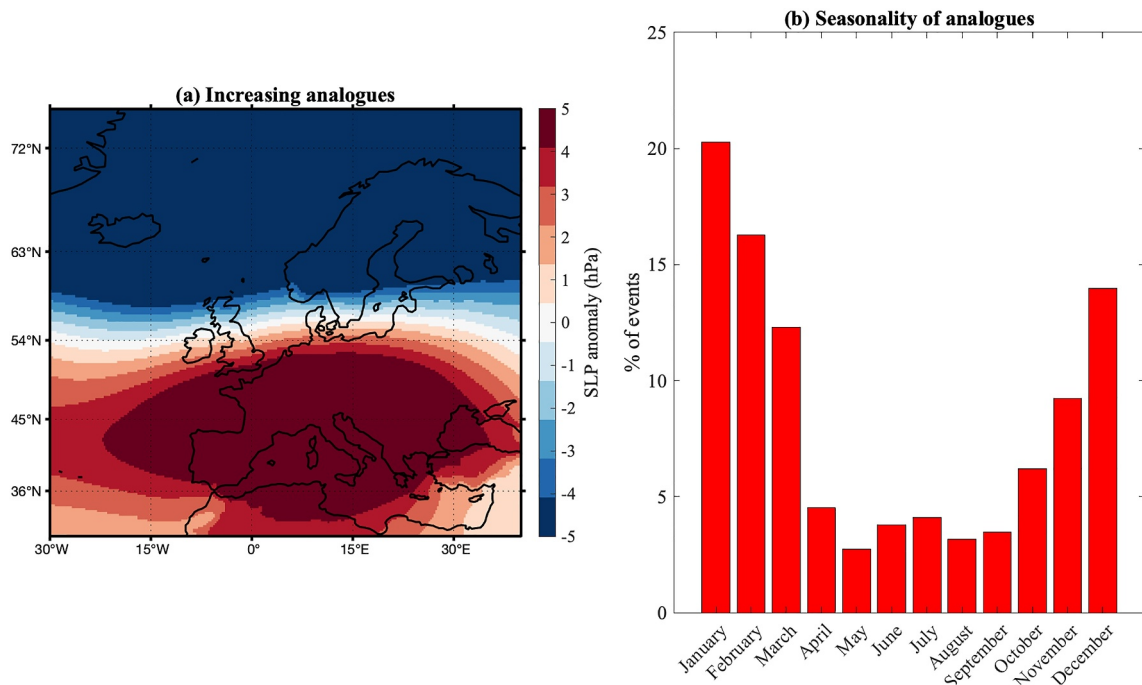 (a) Increasing analogues
72°N
63°N
54°N
45°N
36°N
30°W
15°W
0°
15°E
30°E
5
4
3
2
1
0
-1
-2
-3
-4
-5
SLP anomaly (hPa)
(b) Seasonality of analogues
25
20
15
10
5
0
% of events
January
February
March
April
May
June
July
August
September
October
November
December